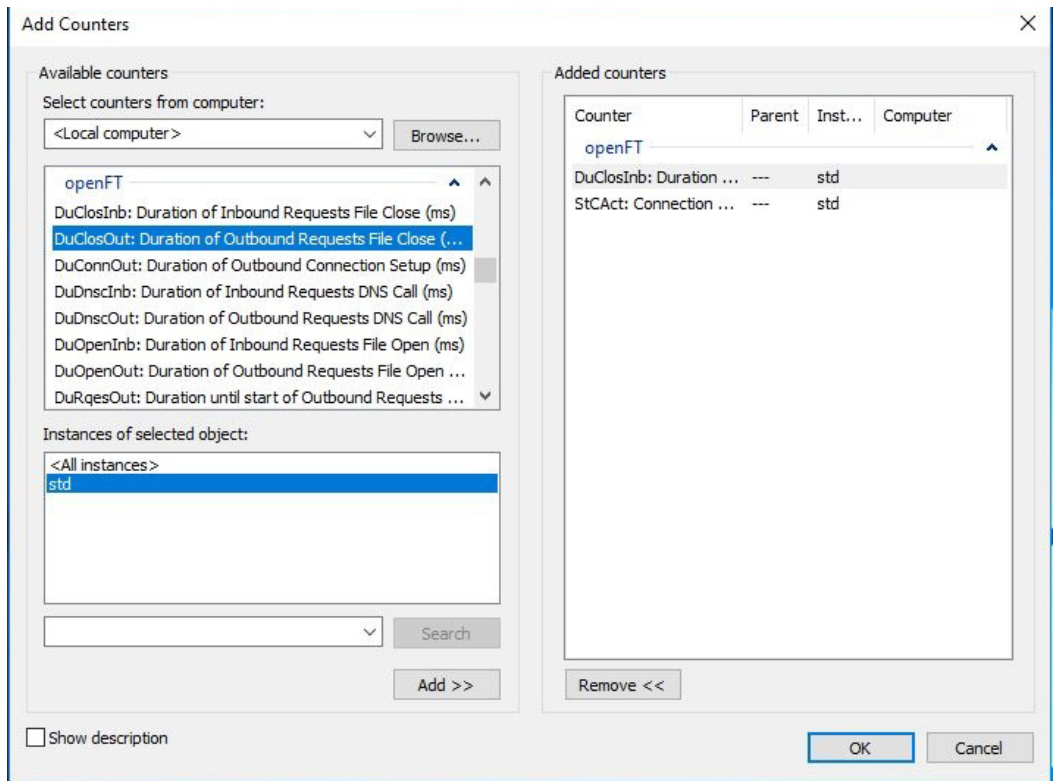 Add Counters
Available counters
Select counters from computer:
<Local computer>
Browse...
openFT
DuClosInb: Duration of Inbound Requests File Close (ms)
DuClosOut: Duration of Outbound Requests File Close (...
DuConnOut: Duration of Outbound Connection Setup (ms)
DuDnscInb: Duration of Inbound Requests DNS Call (ms)
DuDnscOut: Duration of Outbound Requests DNS Call (ms)
DuOpenInb: Duration of Inbound Requests File Open (ms)
DuOpenOut: Duration of Outbound Requests File Open ...
DuRqesOut: Duration until start of Outbound Requests ...
Instances of selected object:
<All instances>
std
Search
Add >>
Show description
Added counters
Counter Parent Inst... Computer
openFT
DuClosInb: Duration ... --- std
StCAct: Connection ... --- std
Remove <<
OK Cancel